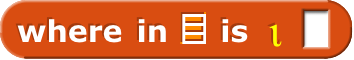 where in is ⍳